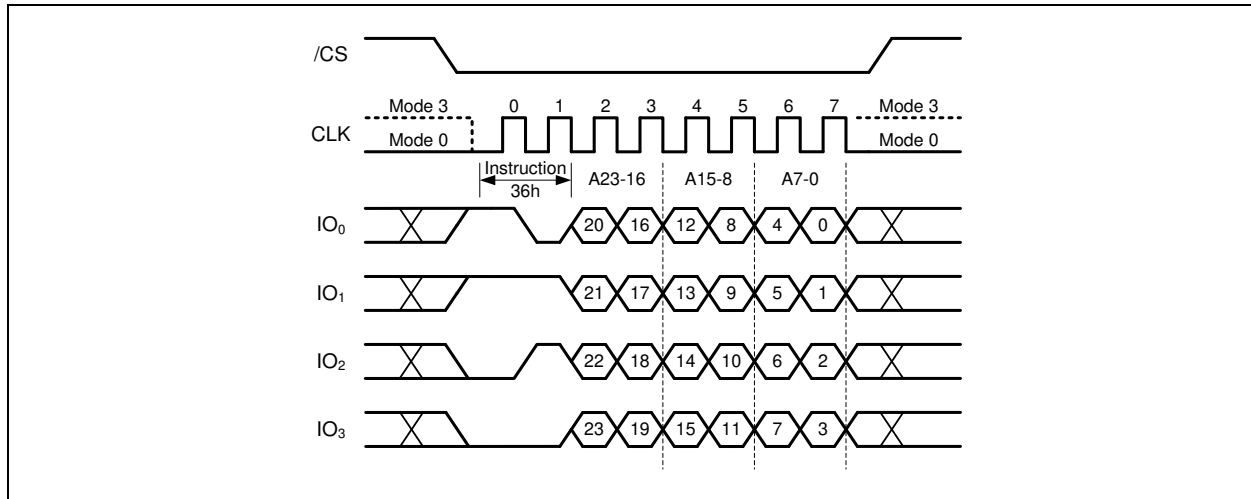 /CS
Mode 3 0 1 2 3 4 5 6 7 Mode 3
CLK
Mode 0 Mode 0
Instruction
36h
A23-16 A15-8 A7-0
IO₀ 20 16 12 8 4 0
IO₁ 21 17 13 9 5 1
IO₂ 22 18 14 10 6 2
IO₃ 23 19 15 11 7 3